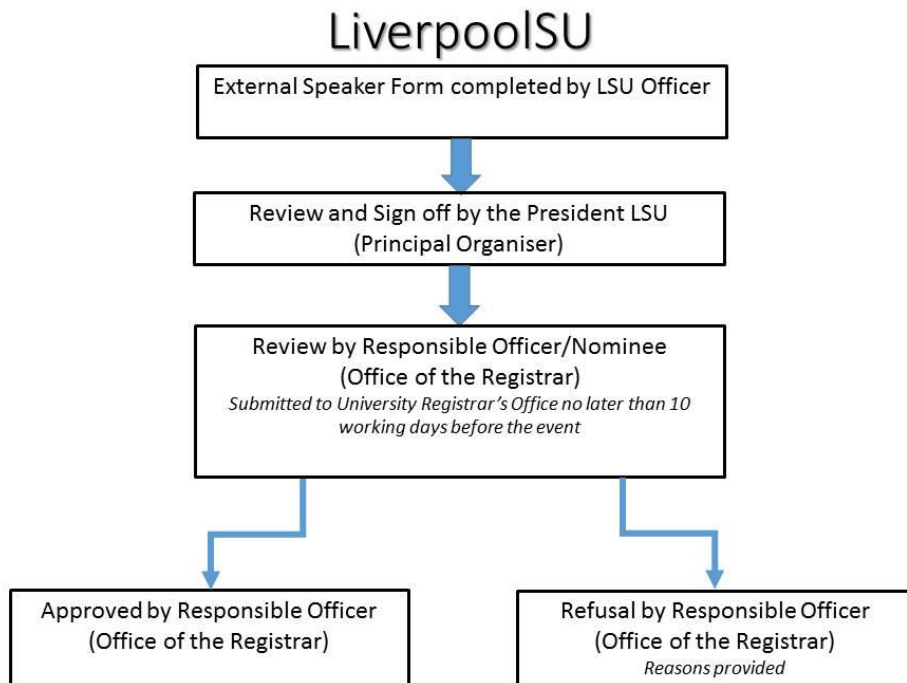 LiverpoolSU
External Speaker Form completed by LSU Officer
Review and Sign off by the President LSU
(Principal Organiser)
Review by Responsible Officer/Nominee
(Office of the Registrar)
Submitted to University Registrar’s Office no later than 10
working days before the event
Approved by Responsible Officer
(Office of the Registrar)
Refusal by Responsible Officer
(Office of the Registrar)
Reasons provided